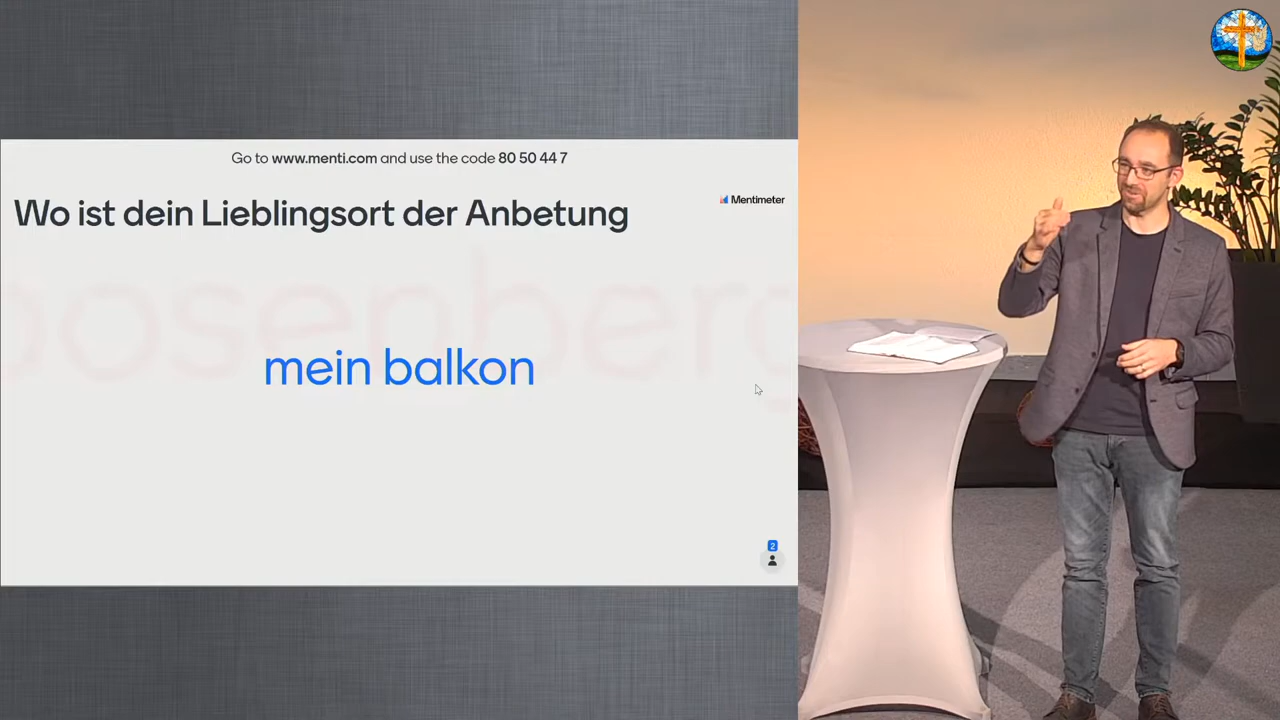 Go to www.menti.com and use the code 80 50 44 7
Wo ist dein Lieblingsort der Anbetung
Mentimeter
mein balkon
2